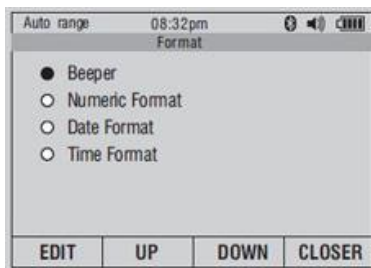 Auto range 08:32pm
Format
Beeper
Numeric Format
Date Format
Time Format
EDIT UP DOWN CLOSER